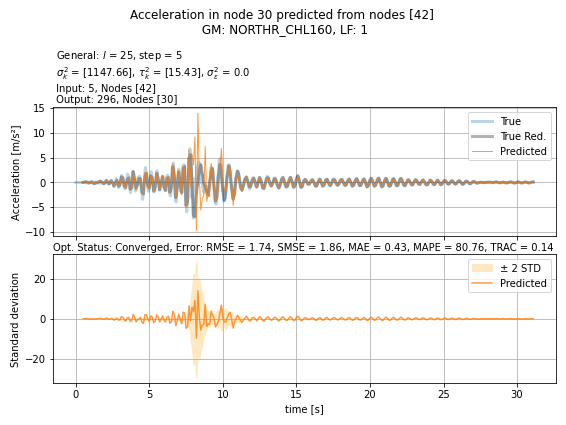 Acceleration in node 30 predicted from nodes [42]
GM: NORTHR_CHL160, LF: 1
General: l = 25, step = 5
σ²ₖ = [1147.66], τ²ₖ = [15.43], σ²ε = 0.0
Input: 5, Nodes [42]
Output: 296, Nodes [30]
Acceleration [m/s²]
15
10
5
0
−5
−10
True
True Red.
Predicted
Opt. Status: Converged, Error: RMSE = 1.74, SMSE = 1.86, MAE = 0.43, MAPE = 80.76, TRAC = 0.14
Standard deviation
20
0
−20
± 2 STD
Predicted
0 5 10 15 20 25 30
time [s]